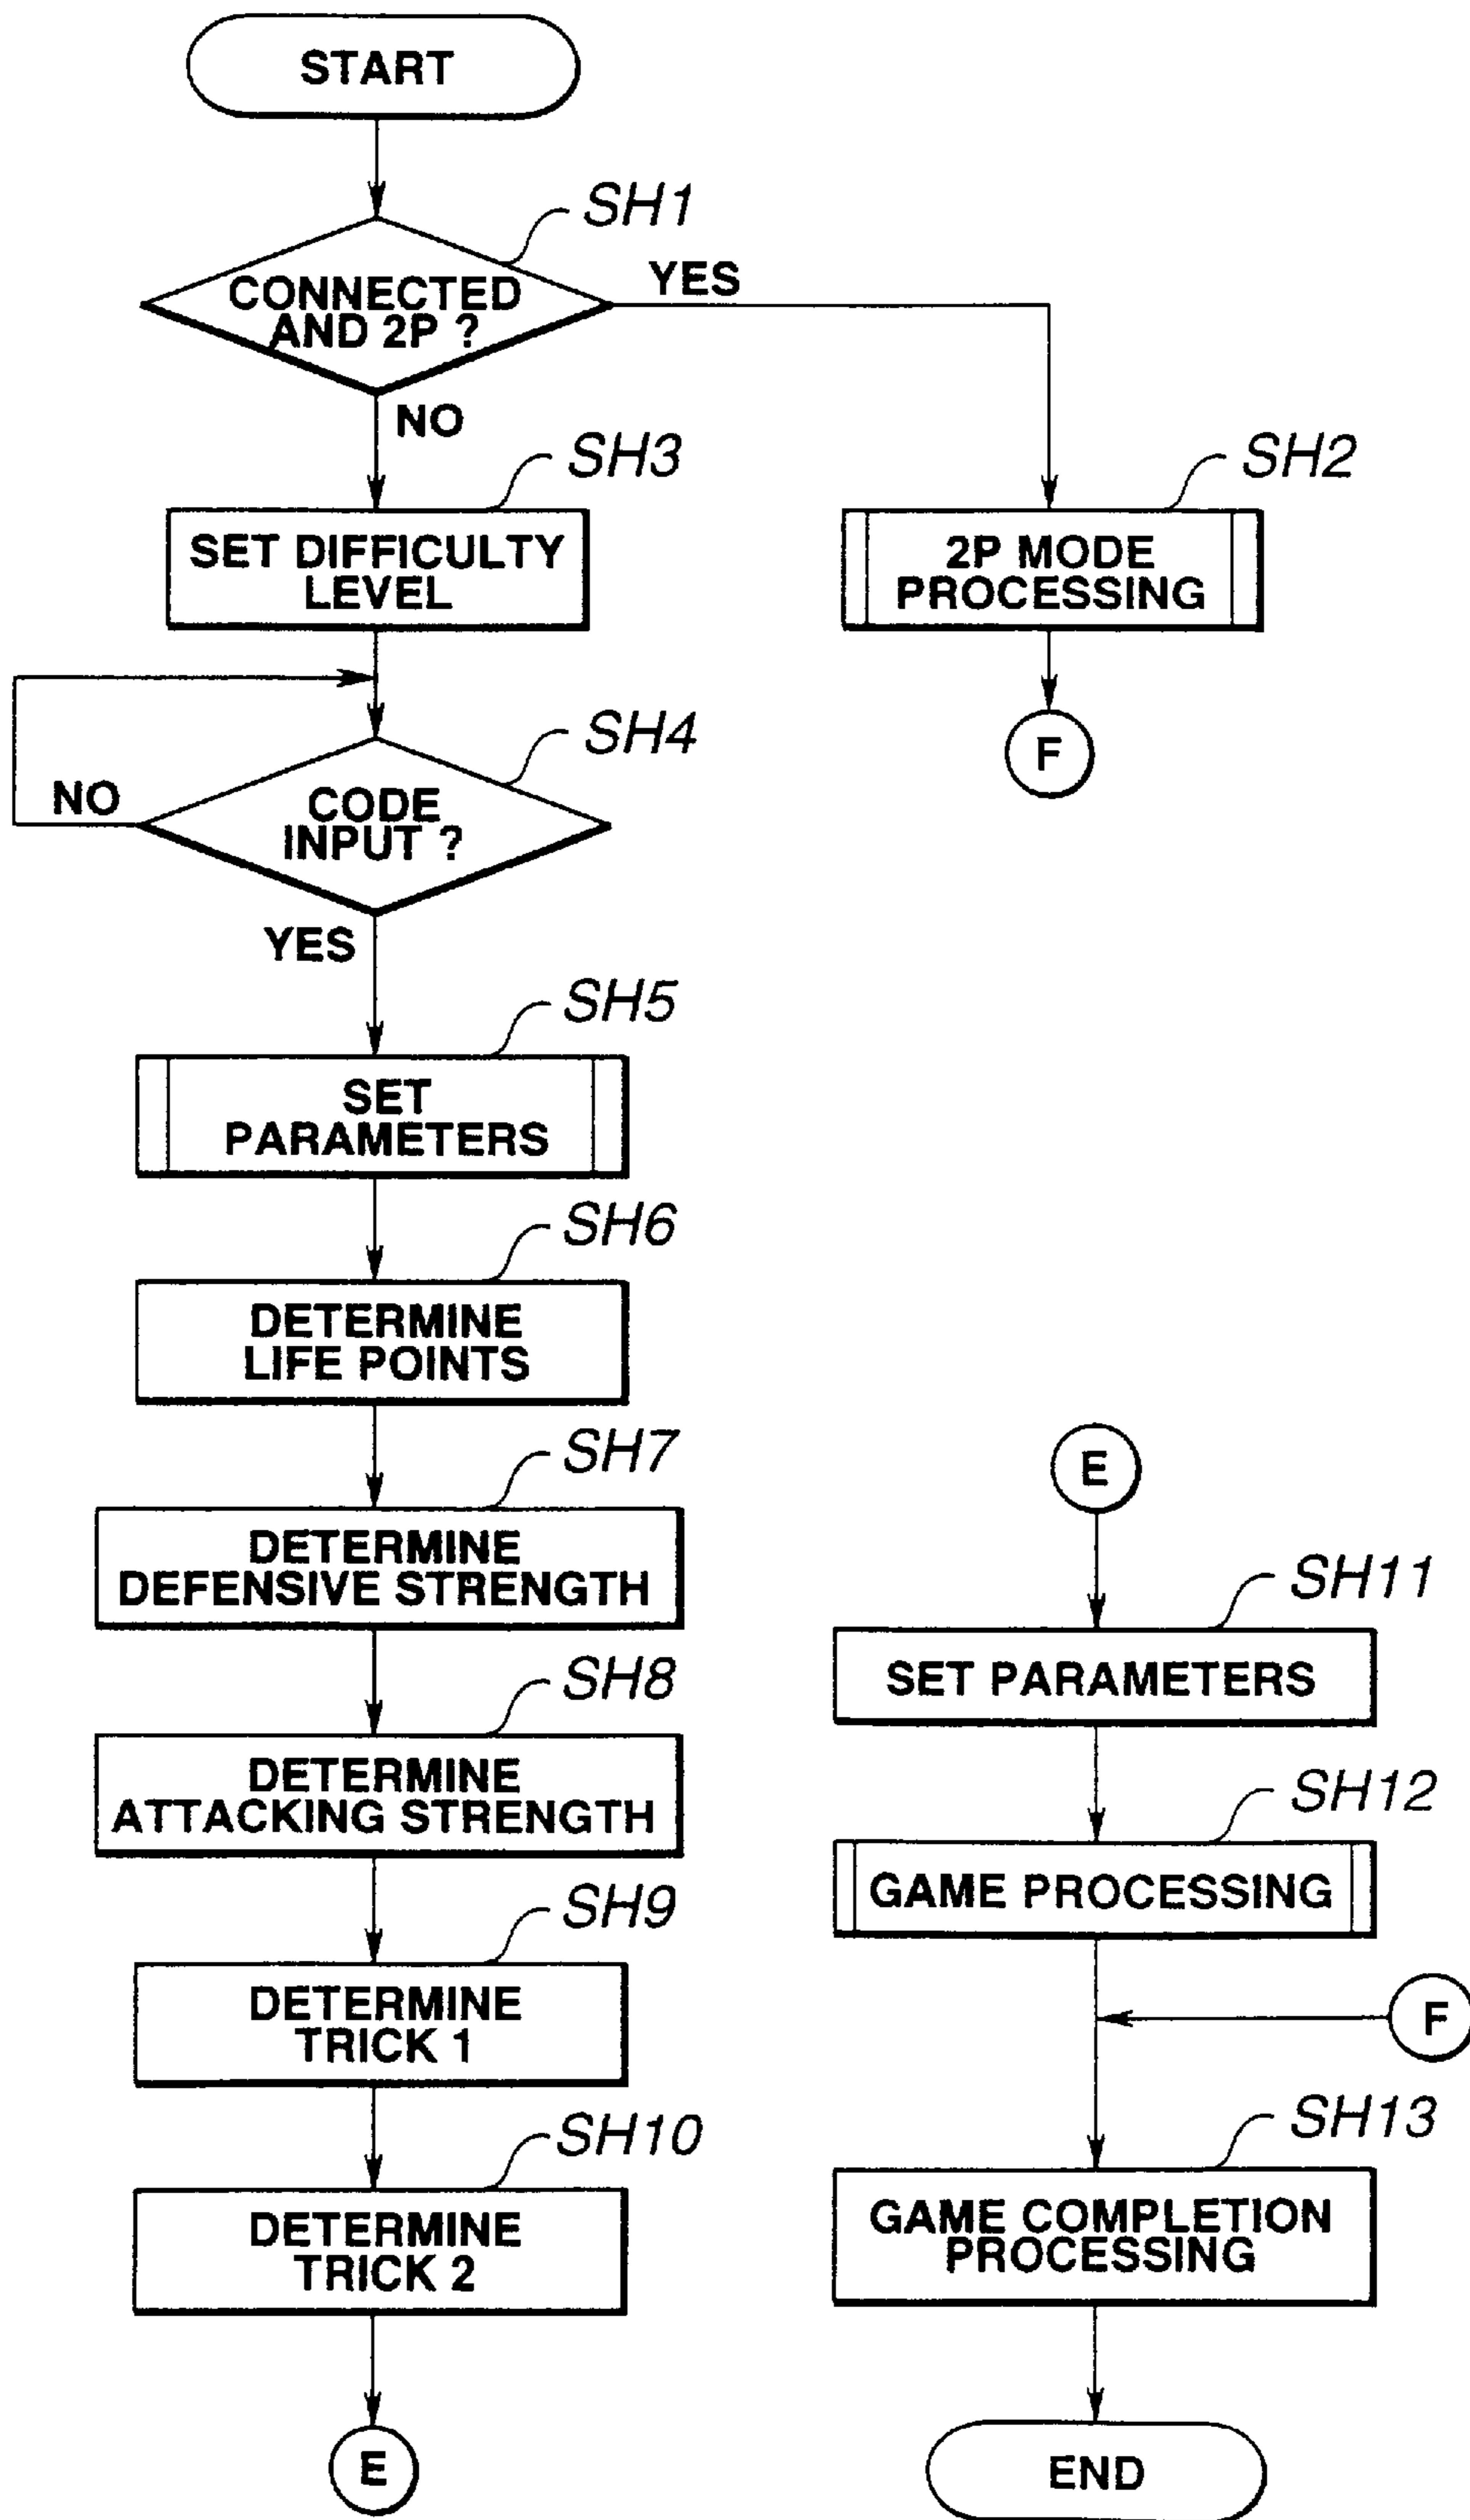 START
SH1
CONNECTED
AND 2P ?
YES
NO
SH3
SET DIFFICULTY
LEVEL
SH2
2P MODE
PROCESSING
F
SH4
CODE
INPUT ?
NO
YES
SH5
SET
PARAMETERS
SH6
DETERMINE
LIFE POINTS
SH7
DETERMINE
DEFENSIVE STRENGTH
SH8
DETERMINE
ATTACKING STRENGTH
SH9
DETERMINE
TRICK 1
SH10
DETERMINE
TRICK 2
E
E
SH11
SET PARAMETERS
SH12
GAME PROCESSING
F
SH13
GAME COMPLETION
PROCESSING
END